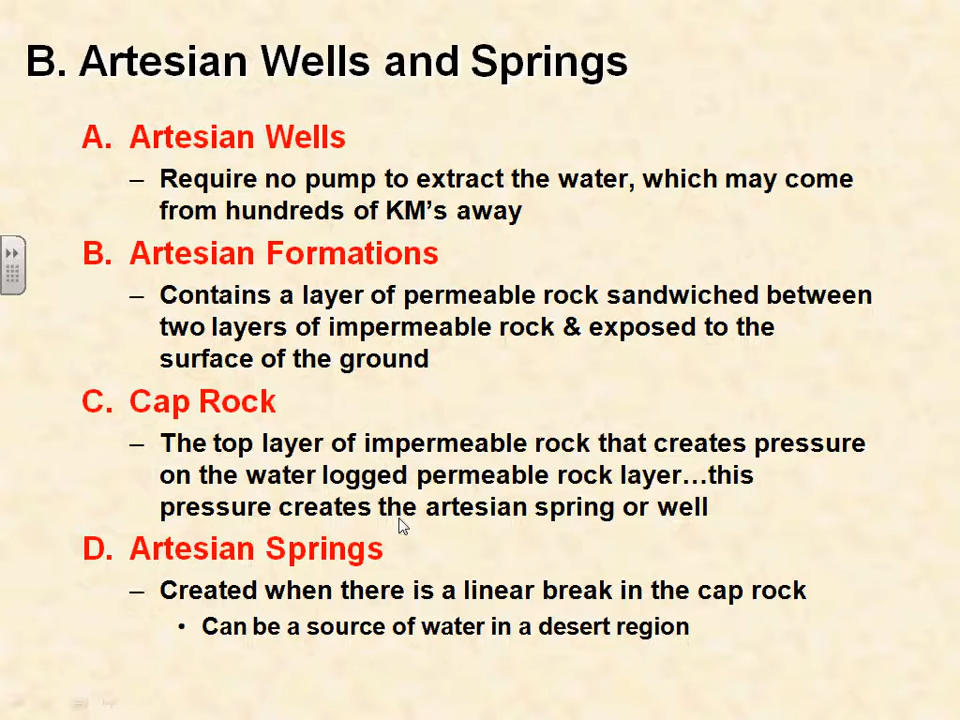 B. Artesian Wells and Springs
A. Artesian Wells
– Require no pump to extract the water, which may come
from hundreds of KM's away
B. Artesian Formations
– Contains a layer of permeable rock sandwiched between
two layers of impermeable rock & exposed to the
surface of the ground
C. Cap Rock
– The top layer of impermeable rock that creates pressure
on the water logged permeable rock layer…this
pressure creates the artesian spring or well
D. Artesian Springs
– Created when there is a linear break in the cap rock
• Can be a source of water in a desert region